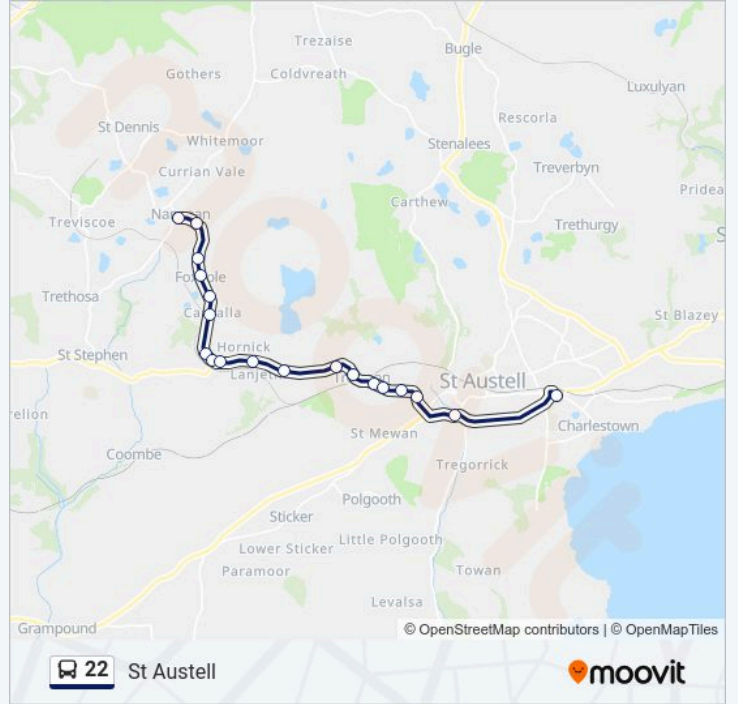 Trezaise
Bugle
Gothers
Coldvreath
Luxulyan
St Dennis
Rescorla
Whitemoor
Stenalees
Currian Vale
Treverbyn
Pridea
Carthew
Treviscoe
Trethurgy
S
Trethosa
St Blazey
Hornick
St Stephen
St Austell
relion
Charlestown
St Mewan
Coombe
Tregorrick
Polgooth
Sticker
Little Polgooth
Lower Sticker
Paramoor
Towan
Levalsa
Grampound
© OpenStreetMap contributors | © OpenMapTiles
22 St Austell
moovit